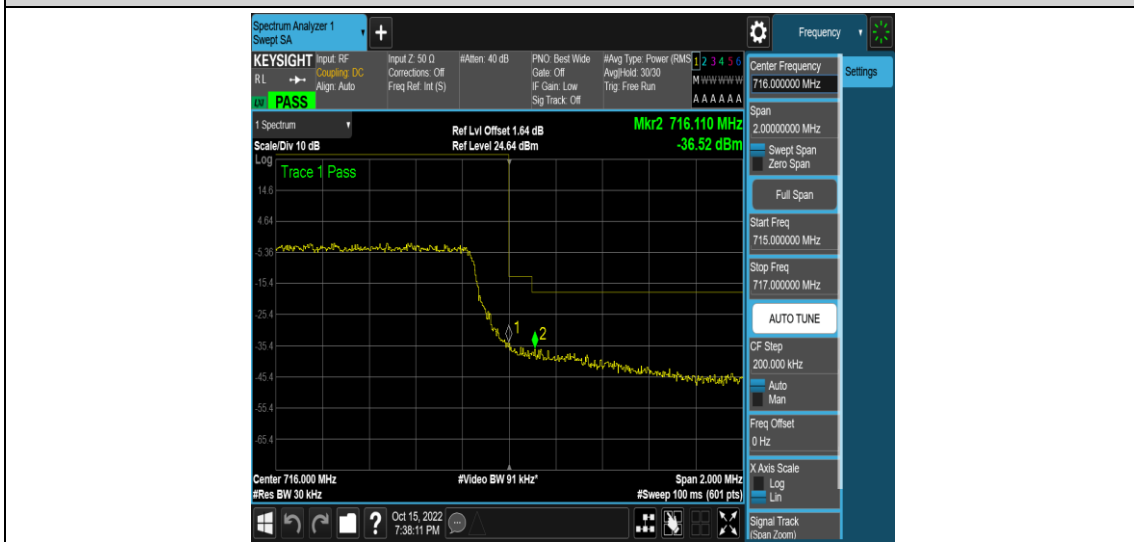 Spectrum Analyzer 1
Swept SA
+
Frequency
KEYSIGHT
RL
LXI
PASS
Input: RF
Coupling: DC
Align: Auto
Input Z: 50 Ω
Corrections: Off
Freq Ref: Int (S)
#Atten: 40 dB
PNO: Best Wide
Gate: Off
IF Gain: Low
Sig Track: Off
#Avg Type: Power (RMS
Avg|Hold: 30/30
Trig: Free Run
1 2 3 4 5 6
M W W W W W
A A A A A A
1 Spectrum
Scale/Div 10 dB
Ref Lvl Offset 1.64 dB
Ref Level 24.64 dBm
Mkr2 716.110 MHz
-36.52 dBm
Log
Trace 1 Pass
14.6
4.64
-5.36
-15.4
-25.4
-35.4
-45.4
-55.4
-65.4
1
2
Center 716.000 MHz
#Video BW 91 kHz*
Span 2.000 MHz
#Res BW 30 kHz
#Sweep 100 ms (601 pts)
?
Oct 15, 2022
7:38:11 PM
Center Frequency
716.000000 MHz
Settings
Span
2.00000000 MHz
Swept Span
Zero Span
Full Span
Start Freq
715.000000 MHz
Stop Freq
717.000000 MHz
AUTO TUNE
CF Step
200.000 kHz
Auto
Man
Freq Offset
0 Hz
X Axis Scale
Log
Lin
Signal Track
(Span Zoom)